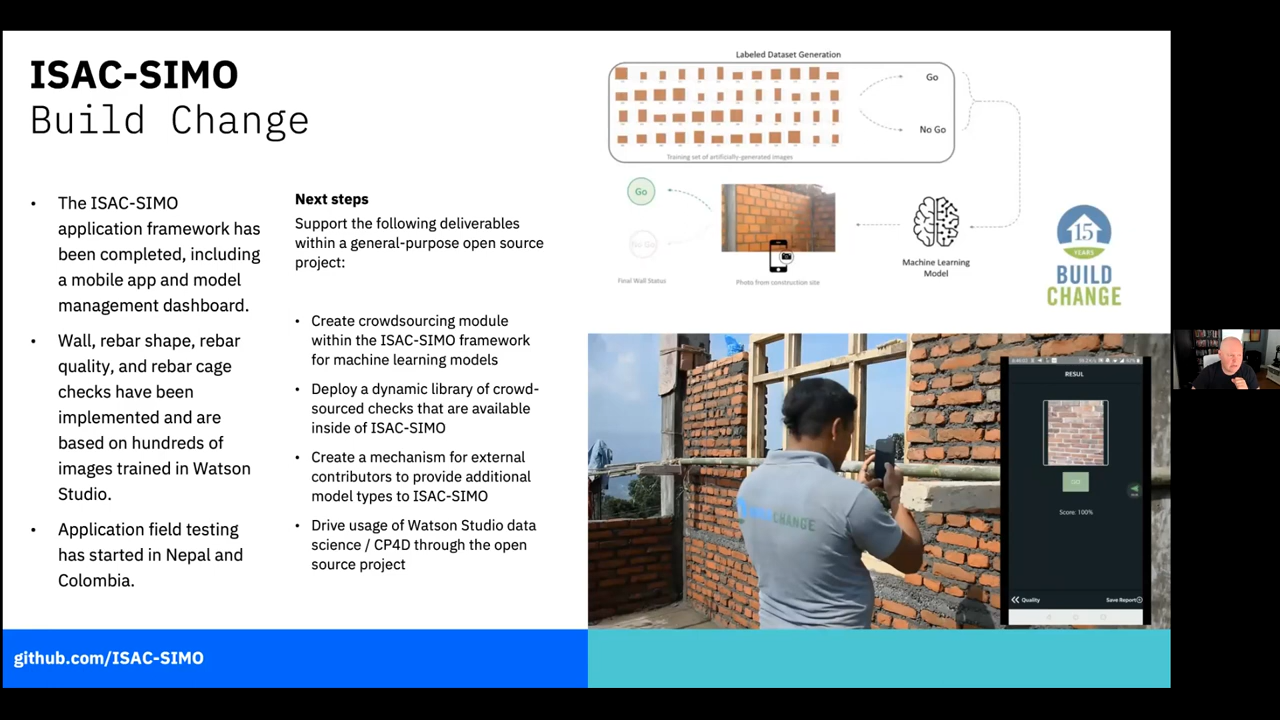 ISAC-SIMO
Build Change
• The ISAC-SIMO
application framework has
been completed, including
a mobile app and model
management dashboard.
• Wall, rebar shape, rebar
quality, and rebar cage
checks have been
implemented and are
based on hundreds of
images trained in Watson
Studio.
• Application field testing
has started in Nepal and
Colombia.
Next steps
Support the following deliverables
within a general-purpose open source
project:
• Create crowdsourcing module
within the ISAC-SIMO framework
for machine learning models
• Deploy a dynamic library of crowd-
sourced checks that are available
inside of ISAC-SIMO
• Create a mechanism for external
contributors to provide additional
model types to ISAC-SIMO
• Drive usage of Watson Studio data
science / CP4D through the open
source project
Labeled Dataset Generation
Go
No Go
Training set of artificially-generated images
Go
No Go
Final Wall Status
Photo from construction site
Machine Learning
Model
15
YEARS
BUILD
CHANGE
CHANGE
RESUL
GO
Score: 100%
Quality
Save Report
github.com/ISAC-SIMO